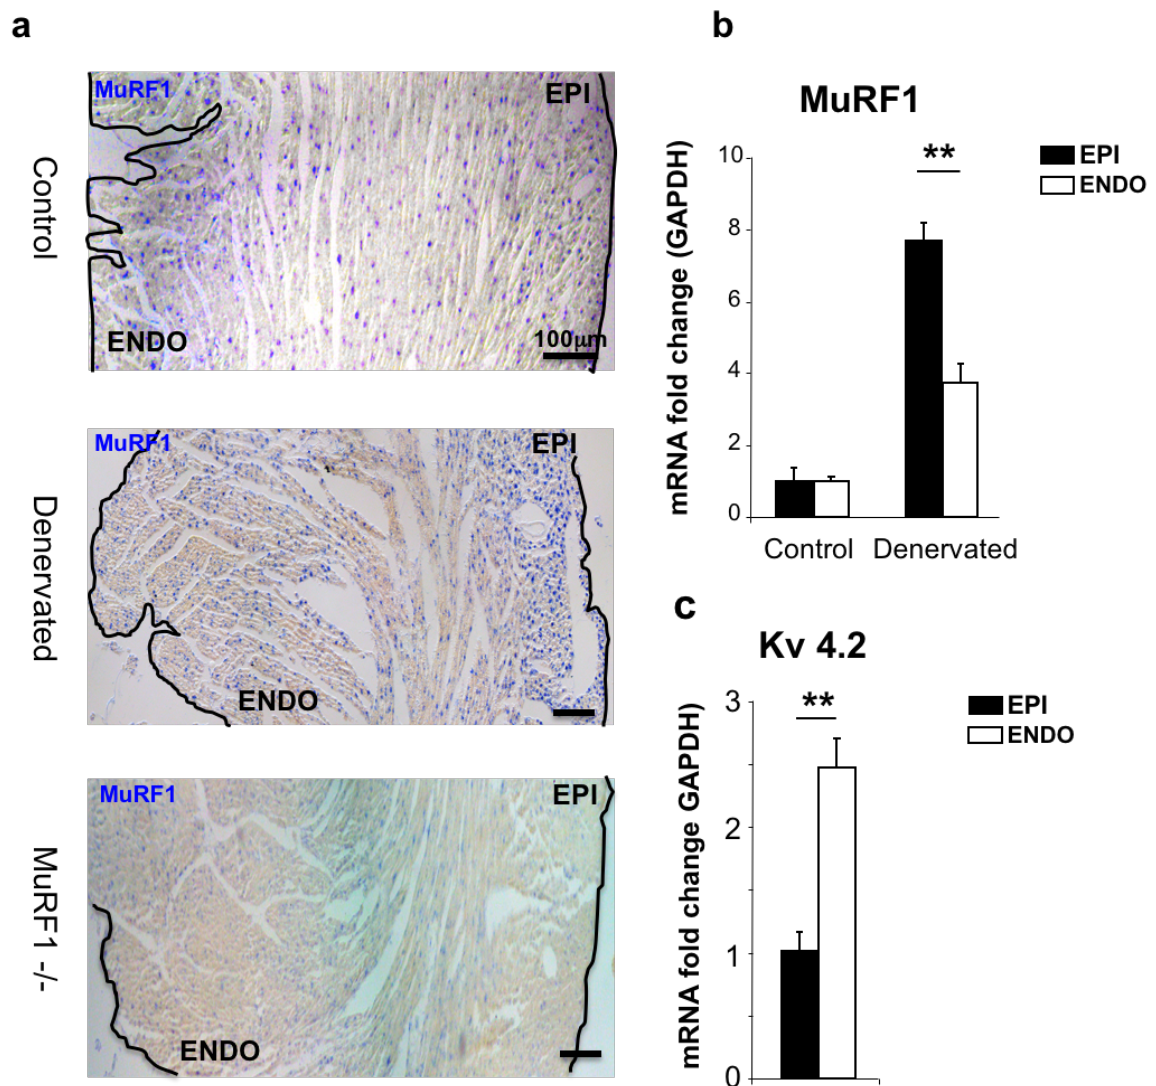 a
Control
MuRF1
EPI
ENDO
100μm
Denervated
MuRF1
EPI
ENDO
MuRF1 -/-
MuRF1
EPI
ENDO
b
MuRF1
mRNA fold change (GAPDH)
10
8
6
4
2
0
**
EPI
ENDO
Control Denervated
c
Kv 4.2
mRNA fold change GAPDH)
3
2
1
0
**
EPI
ENDO